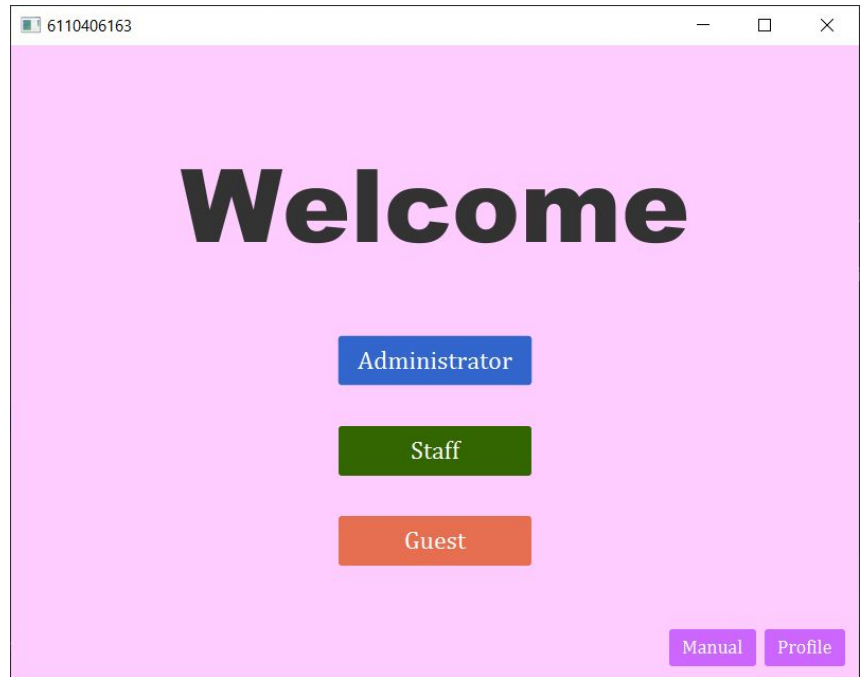 6110406163
Welcome
Administrator
Staff
Guest
Manual Profile